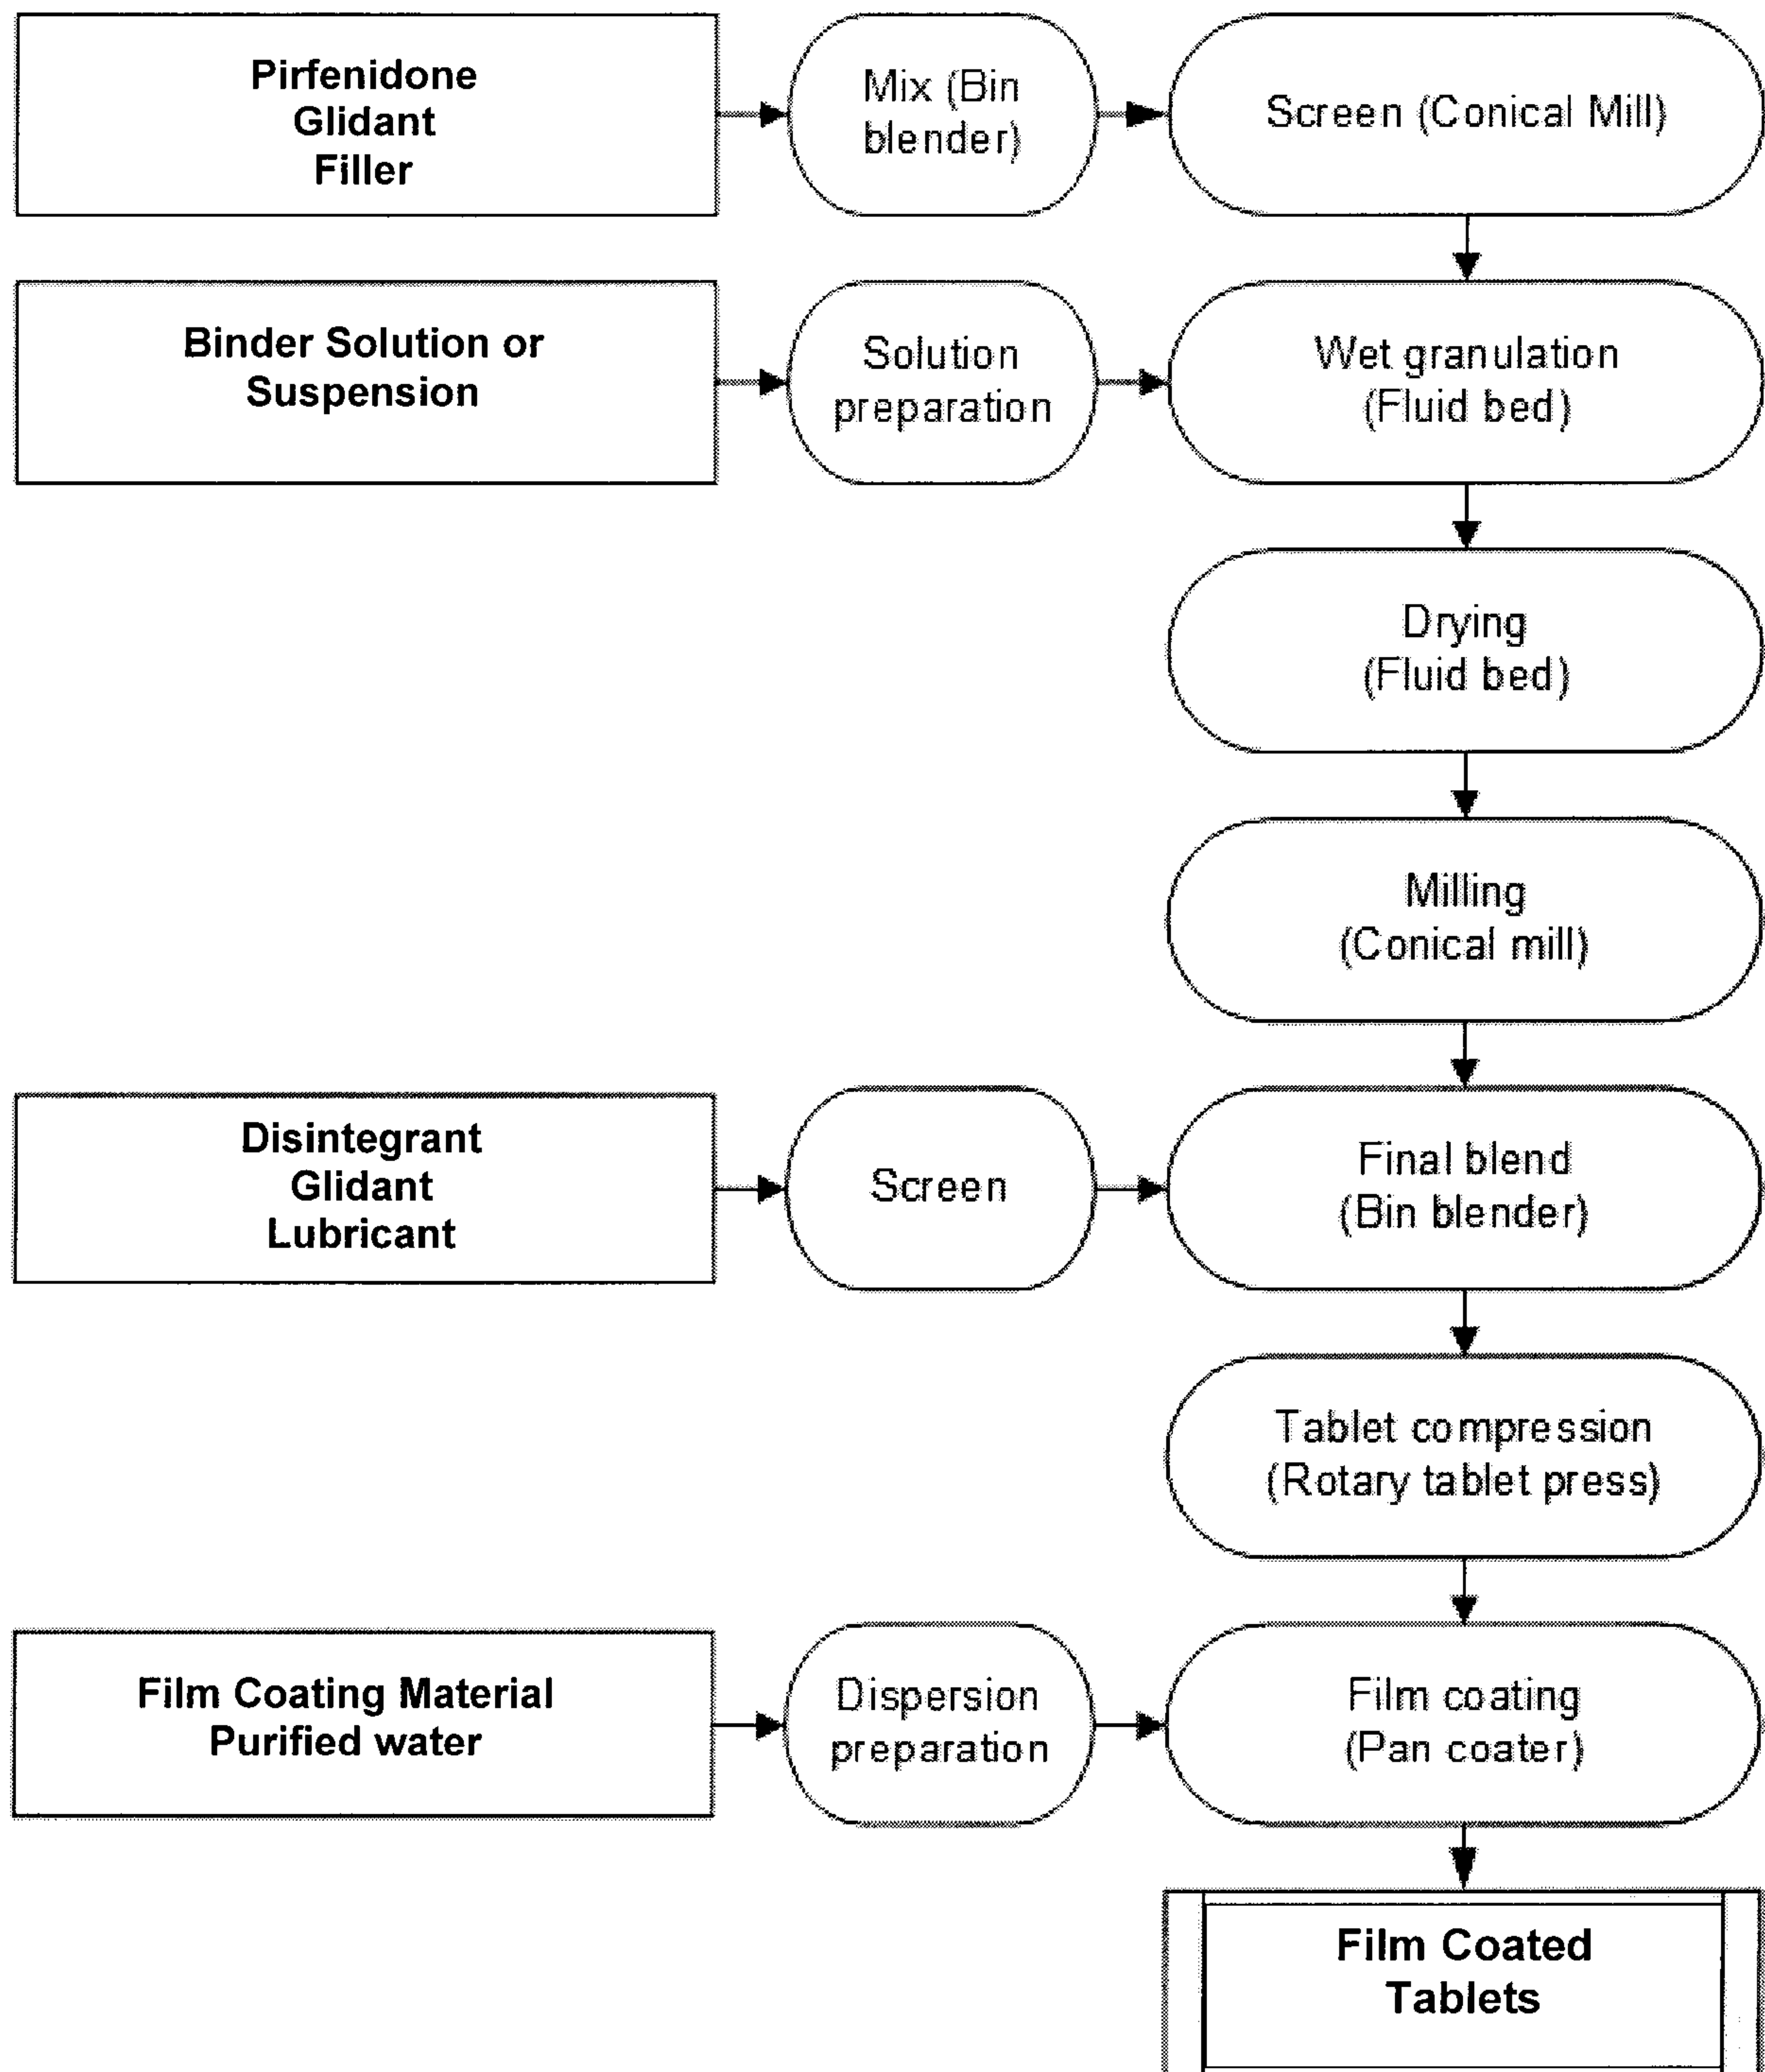 Pirfenidone
Glidant
Filler
Mix (Bin
blender)
Screen (Conical Mill)
Binder Solution or
Suspension
Solution
preparation
Wet granulation
(Fluid bed)
Drying
(Fluid bed)
Milling
(Conical mill)
Disintegrant
Glidant
Lubricant
Screen
Final blend
(Bin blender)
Tablet compression
(Rotary tablet press)
Film Coating Material
Purified water
Dispersion
preparation
Film coating
(Pan coater)
Film Coated
Tablets